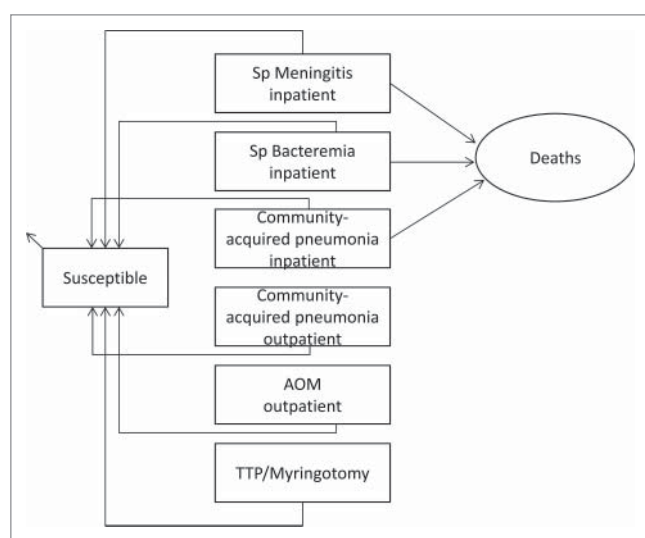 Sp Meningitis
inpatient
Sp Bacteremia
inpatient
Deaths
Community-
acquired pneumonia
inpatient
Susceptible
Community-
acquired pneumonia
outpatient
AOM
outpatient
TTP/Myringotomy